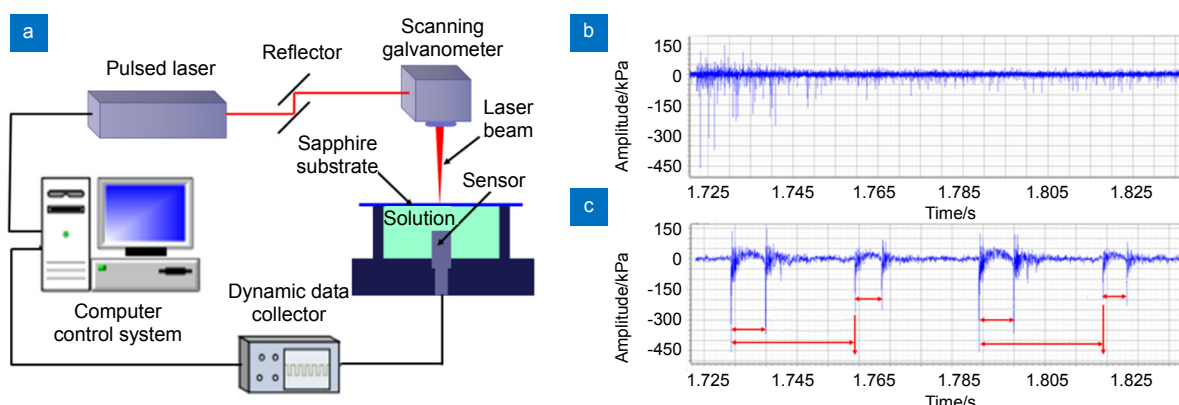 a
Pulsed laser
Reflector
Scanning
galvanometer
Laser
beam
Sapphire
substrate
Sensor
Solution
Computer
control system
Dynamic data
collector
b
Amplitude/kPa
150
0
-150
-300
-450
1.725
1.745
1.765
1.785
1.805
1.825
Time/s
c
Amplitude/kPa
150
0
-150
-300
-450
1.725
1.745
1.765
1.785
1.805
1.825
Time/s